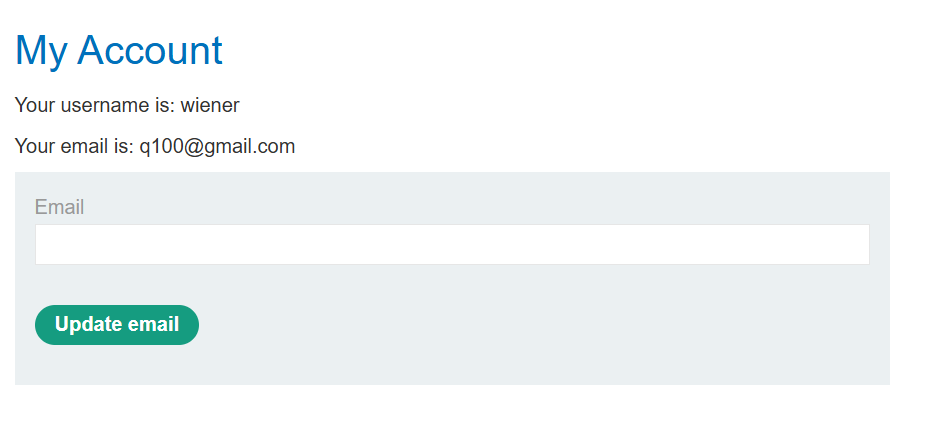 My Account
Your username is: wiener
Your email is: q100@gmail.com
Email
Update email